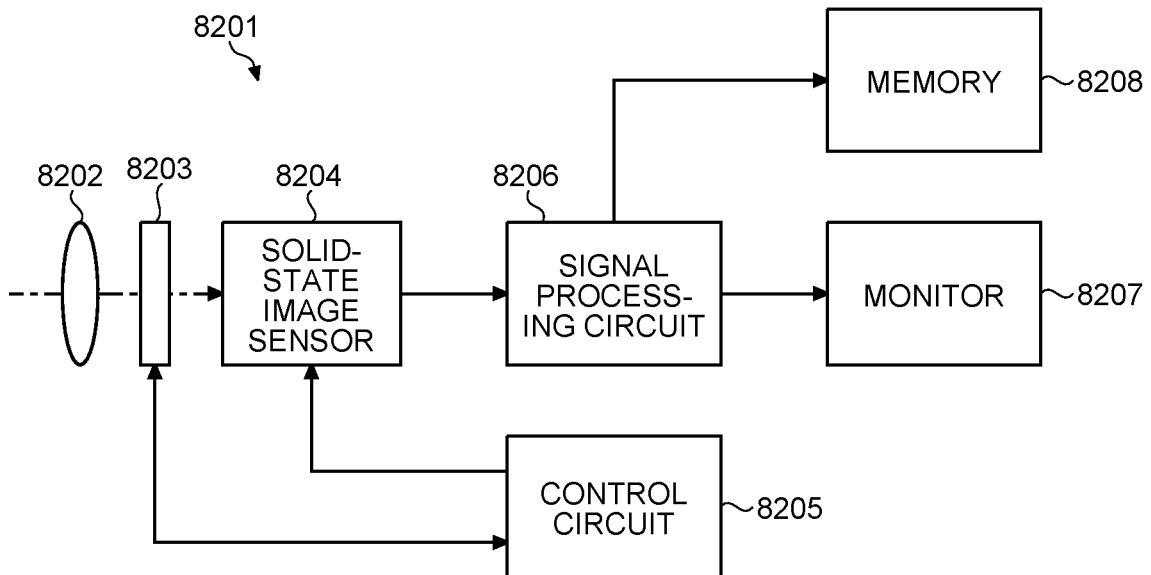 8201
MEMORY
8208
8202
8203
8204
8206
SOLID-
STATE
IMAGE
SENSOR
SIGNAL
PROCESS-
ING CIRCUIT
MONITOR
8207
CONTROL
CIRCUIT
8205